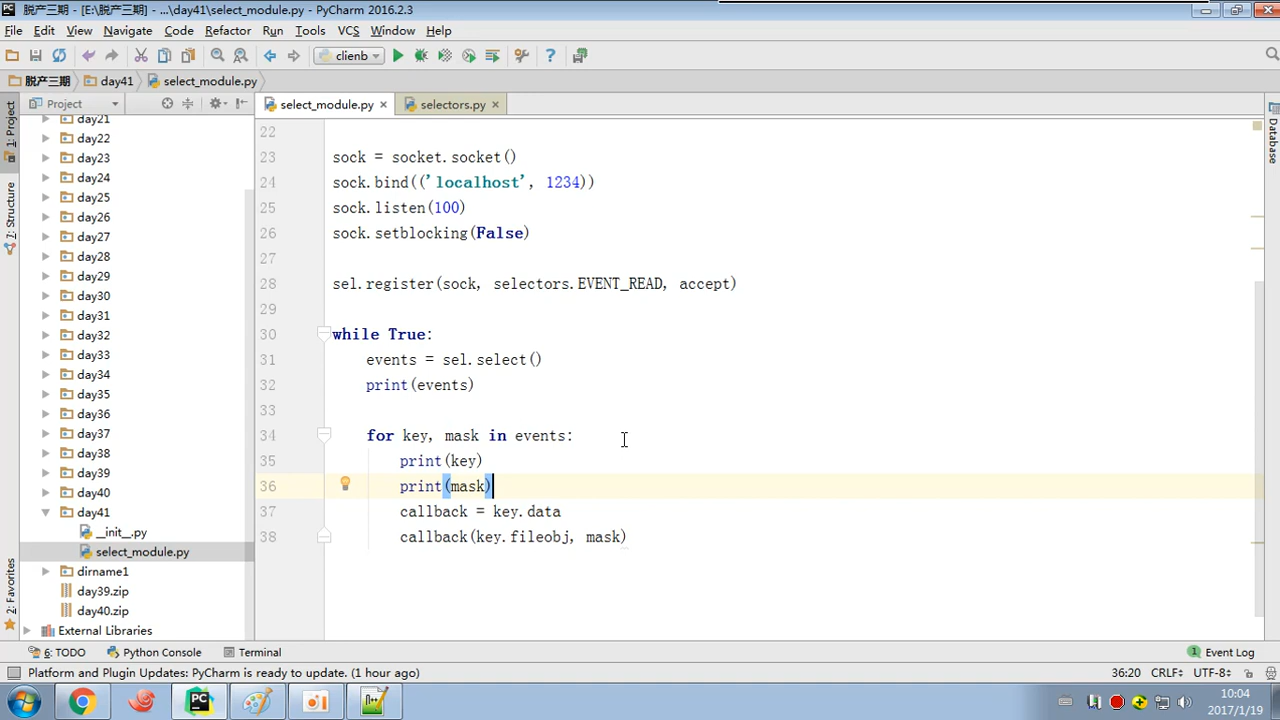 脱产三期 - [E:\脱产三期] - ...\day41\select_module.py - PyCharm 2016.2.3
File Edit View Navigate Code Refactor Run Tools VCS Window Help
clienb
脱产三期 day41 select_module.py
Project
select_module.py
selectors.py
1: Project
7: Structure
2: Favorites
Database
day21
day22
day23
day24
day25
day26
day27
day28
day29
day30
day31
day32
day33
day34
day35
day36
day37
day38
day39
day40
day41
__init__.py
select_module.py
dirname1
day39.zip
day40.zip
External Libraries
22
23 sock = socket.socket()
24 sock.bind(('localhost', 1234))
25 sock.listen(100)
26 sock.setblocking(False)
27
28 sel.register(sock, selectors.EVENT_READ, accept)
29
30 while True:
31 events = sel.select()
32 print(events)
33
34 for key, mask in events:
35 print(key)
36 print(mask)
37 callback = key.data
38 callback(key.fileobj, mask)
6: TODO Python Console Terminal 1 Event Log
Platform and Plugin Updates: PyCharm is ready to update. (1 hour ago) 36:20 CRLF÷ UTF-8÷
10:04
2017/1/19